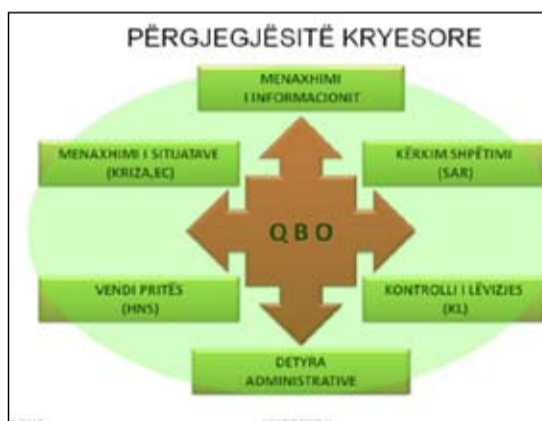 PËRGJEGJËSITË KRYESORE
MENAXHIMI
I INFORMACIONIT
MENAXHIMI I SITUATAVE
(KRIZA,EC)
KËRKIM SHPËTIMI
(SAR)
Q B O
VENDI PRITËS
(HNS)
KONTROLLI I LËVIZJES
(KL)
DETYRA
ADMINISTRATIVE